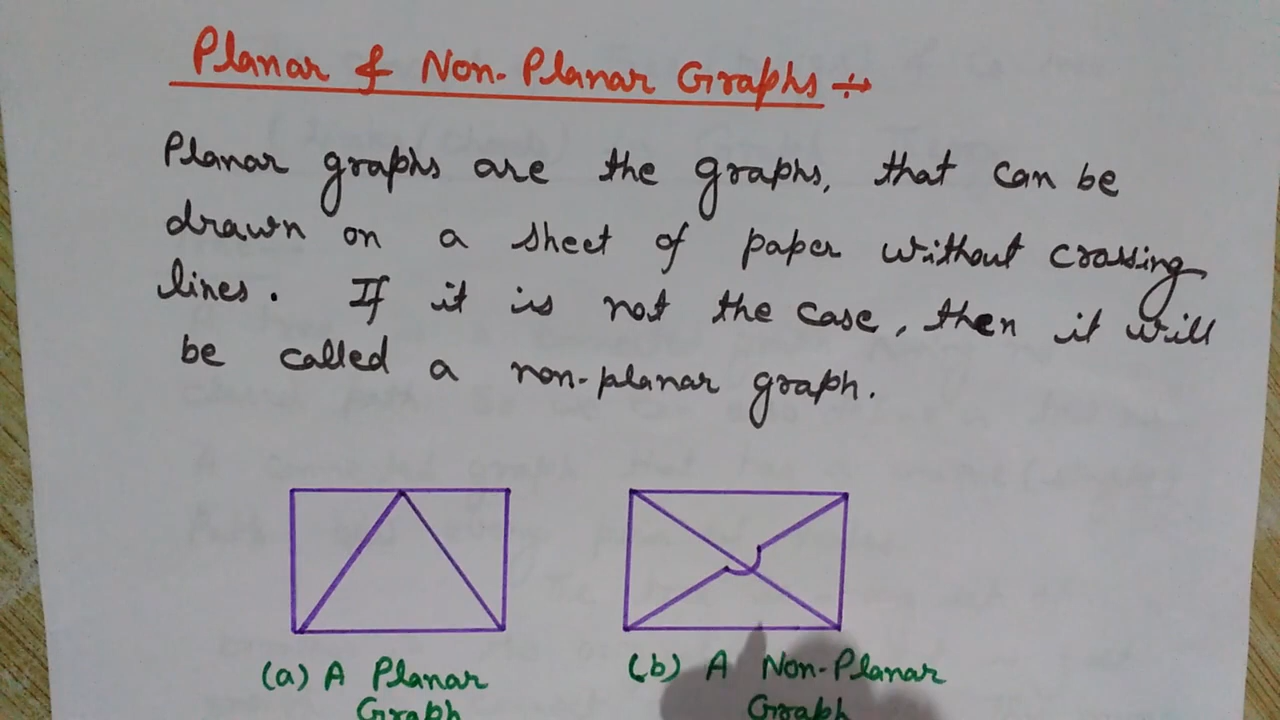 Planar & Non-Planar Graphs ÷→
Planar graphs are the graphs, that can be
drawn on a sheet of paper without crossing
lines. If it is not the case, then it will
be called a non-planar graph.
(a) A Planar
Graph
(b) A Non-Planar
Graph